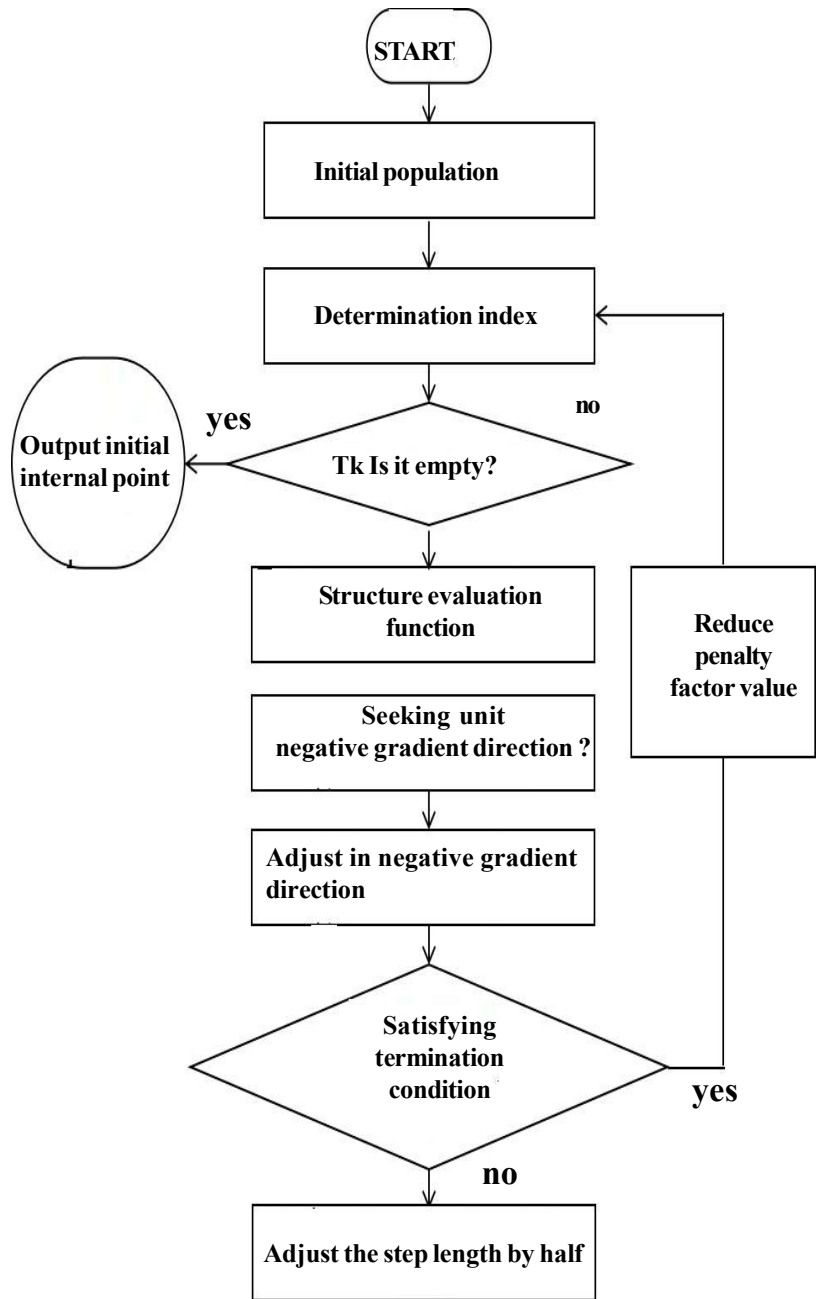 START
Initial population
Determination index
yes
no
Output initial
internal point
Tk Is it empty?
Structure evaluation
function
Reduce
penalty
factor value
Seeking unit
negative gradient direction ?
Adjust in negative gradient
direction
Satisfying
termination
condition
yes
no
Adjust the step length by half